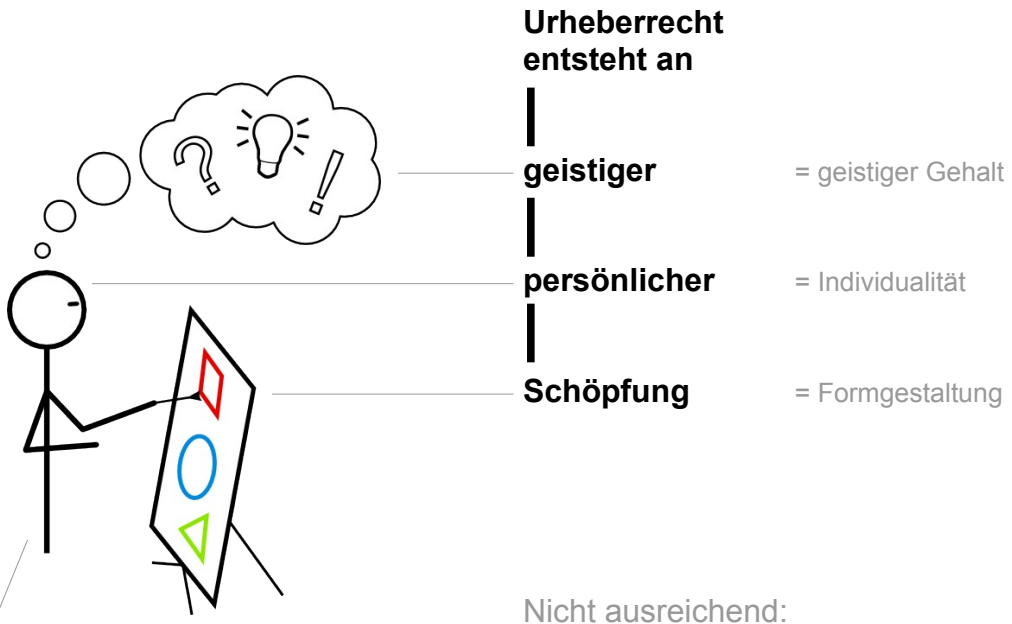 Urheberrecht
entsteht an
geistiger = geistiger Gehalt
persönlicher = Individualität
Schöpfung = Formgestaltung
Nicht ausreichend: